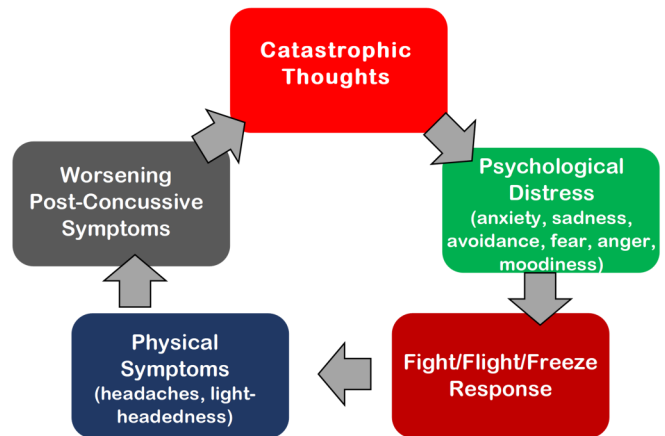 Catastrophic
Thoughts
Psychological
Distress
(anxiety, sadness,
avoidance, fear, anger,
moodiness)
Fight/Flight/Freeze
Response
Physical
Symptoms
(headaches, light-
headedness)
Worsening
Post-Concussive
Symptoms